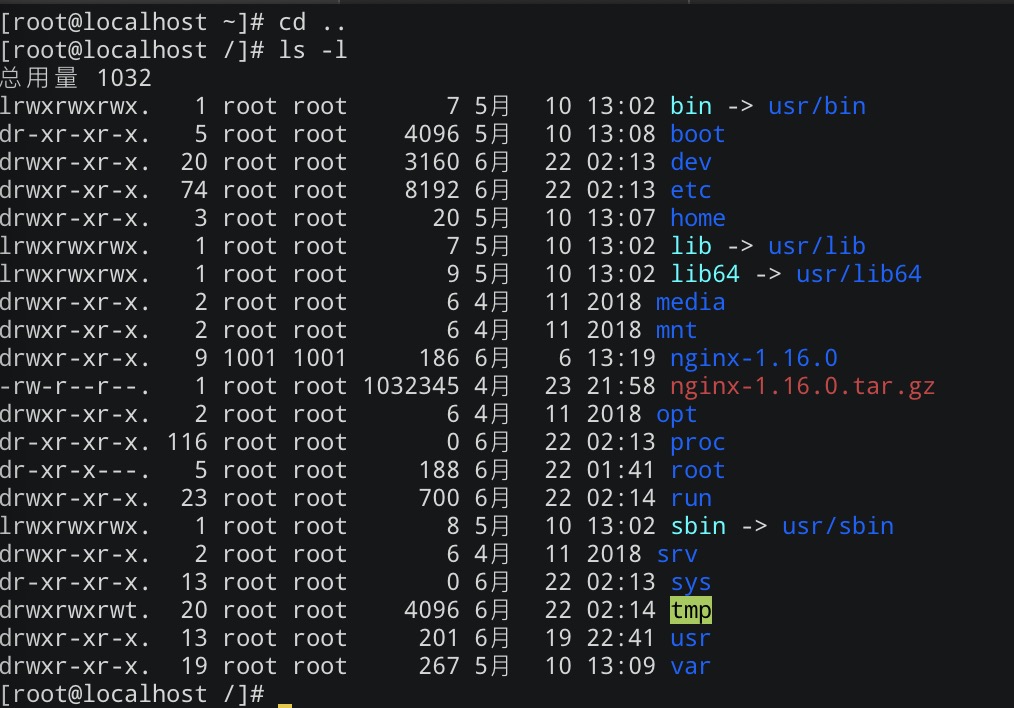 [root@localhost ~]# cd ..
[root@localhost /]# ls -l
总用量 1032
lrwxrwxrwx.   1 root root       7 5月  10 13:02 bin -> usr/bin
dr-xr-xr-x.   5 root root    4096 5月  10 13:08 boot
drwxr-xr-x.  20 root root    3160 6月  22 02:13 dev
drwxr-xr-x.  74 root root    8192 6月  22 02:13 etc
drwxr-xr-x.   3 root root      20 5月  10 13:07 home
lrwxrwxrwx.   1 root root       7 5月  10 13:02 lib -> usr/lib
lrwxrwxrwx.   1 root root       9 5月  10 13:02 lib64 -> usr/lib64
drwxr-xr-x.   2 root root       6 4月  11 2018 media
drwxr-xr-x.   2 root root       6 4月  11 2018 mnt
drwxr-xr-x.   9 1001 1001     186 6月   6 13:19 nginx-1.16.0
-rw-r--r--.   1 root root 1032345 4月  23 21:58 nginx-1.16.0.tar.gz
drwxr-xr-x.   2 root root       6 4月  11 2018 opt
dr-xr-xr-x. 116 root root       0 6月  22 02:13 proc
dr-xr-x---.   5 root root     188 6月  22 01:41 root
drwxr-xr-x.  23 root root     700 6月  22 02:14 run
lrwxrwxrwx.   1 root root       8 5月  10 13:02 sbin -> usr/sbin
drwxr-xr-x.   2 root root       6 4月  11 2018 srv
dr-xr-xr-x.  13 root root       0 6月  22 02:13 sys
drwxrwxrwt.  20 root root    4096 6月  22 02:14 tmp
drwxr-xr-x.  13 root root     201 6月  19 22:41 usr
drwxr-xr-x.  19 root root     267 5月  10 13:09 var
[root@localhost /]#